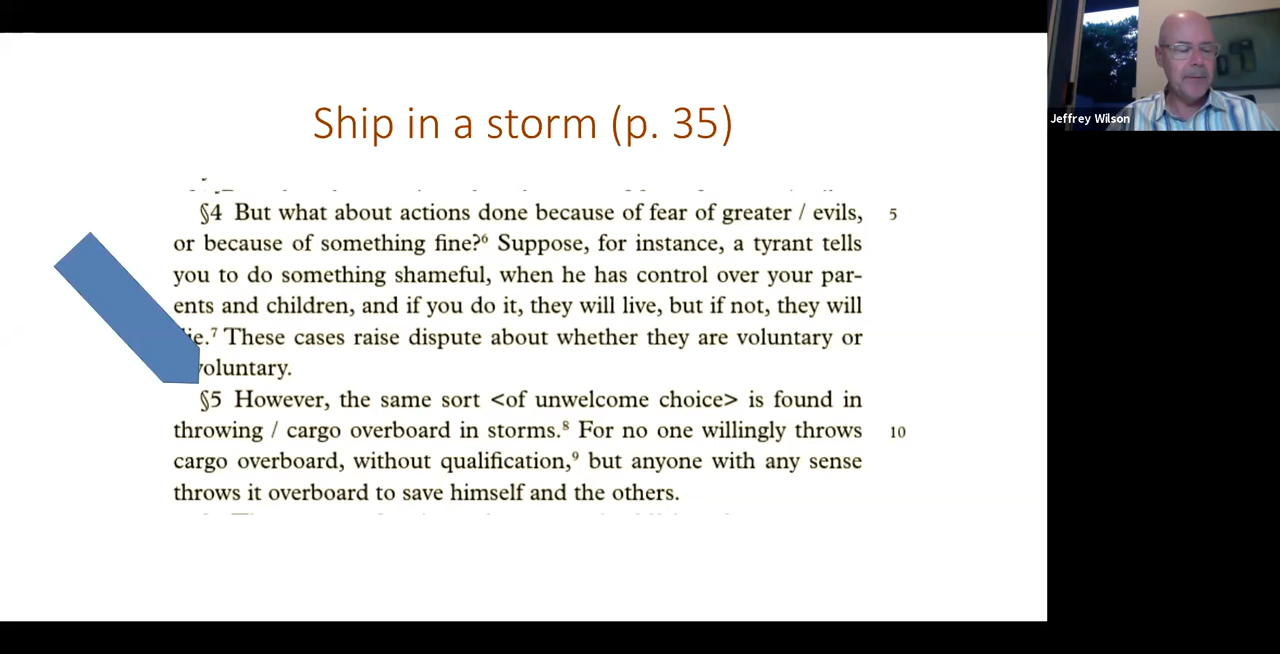 Ship in a storm (p. 35)
§4 But what about actions done because of fear of greater / evils, 5
or because of something fine?⁶ Suppose, for instance, a tyrant tells
you to do something shameful, when he has control over your par-
ents and children, and if you do it, they will live, but if not, they will
ie.⁷ These cases raise dispute about whether they are voluntary or
voluntary.
§5 However, the same sort <of unwelcome choice> is found in
throwing / cargo overboard in storms.⁸ For no one willingly throws 10
cargo overboard, without qualification,⁹ but anyone with any sense
throws it overboard to save himself and the others.
Jeffrey Wilson